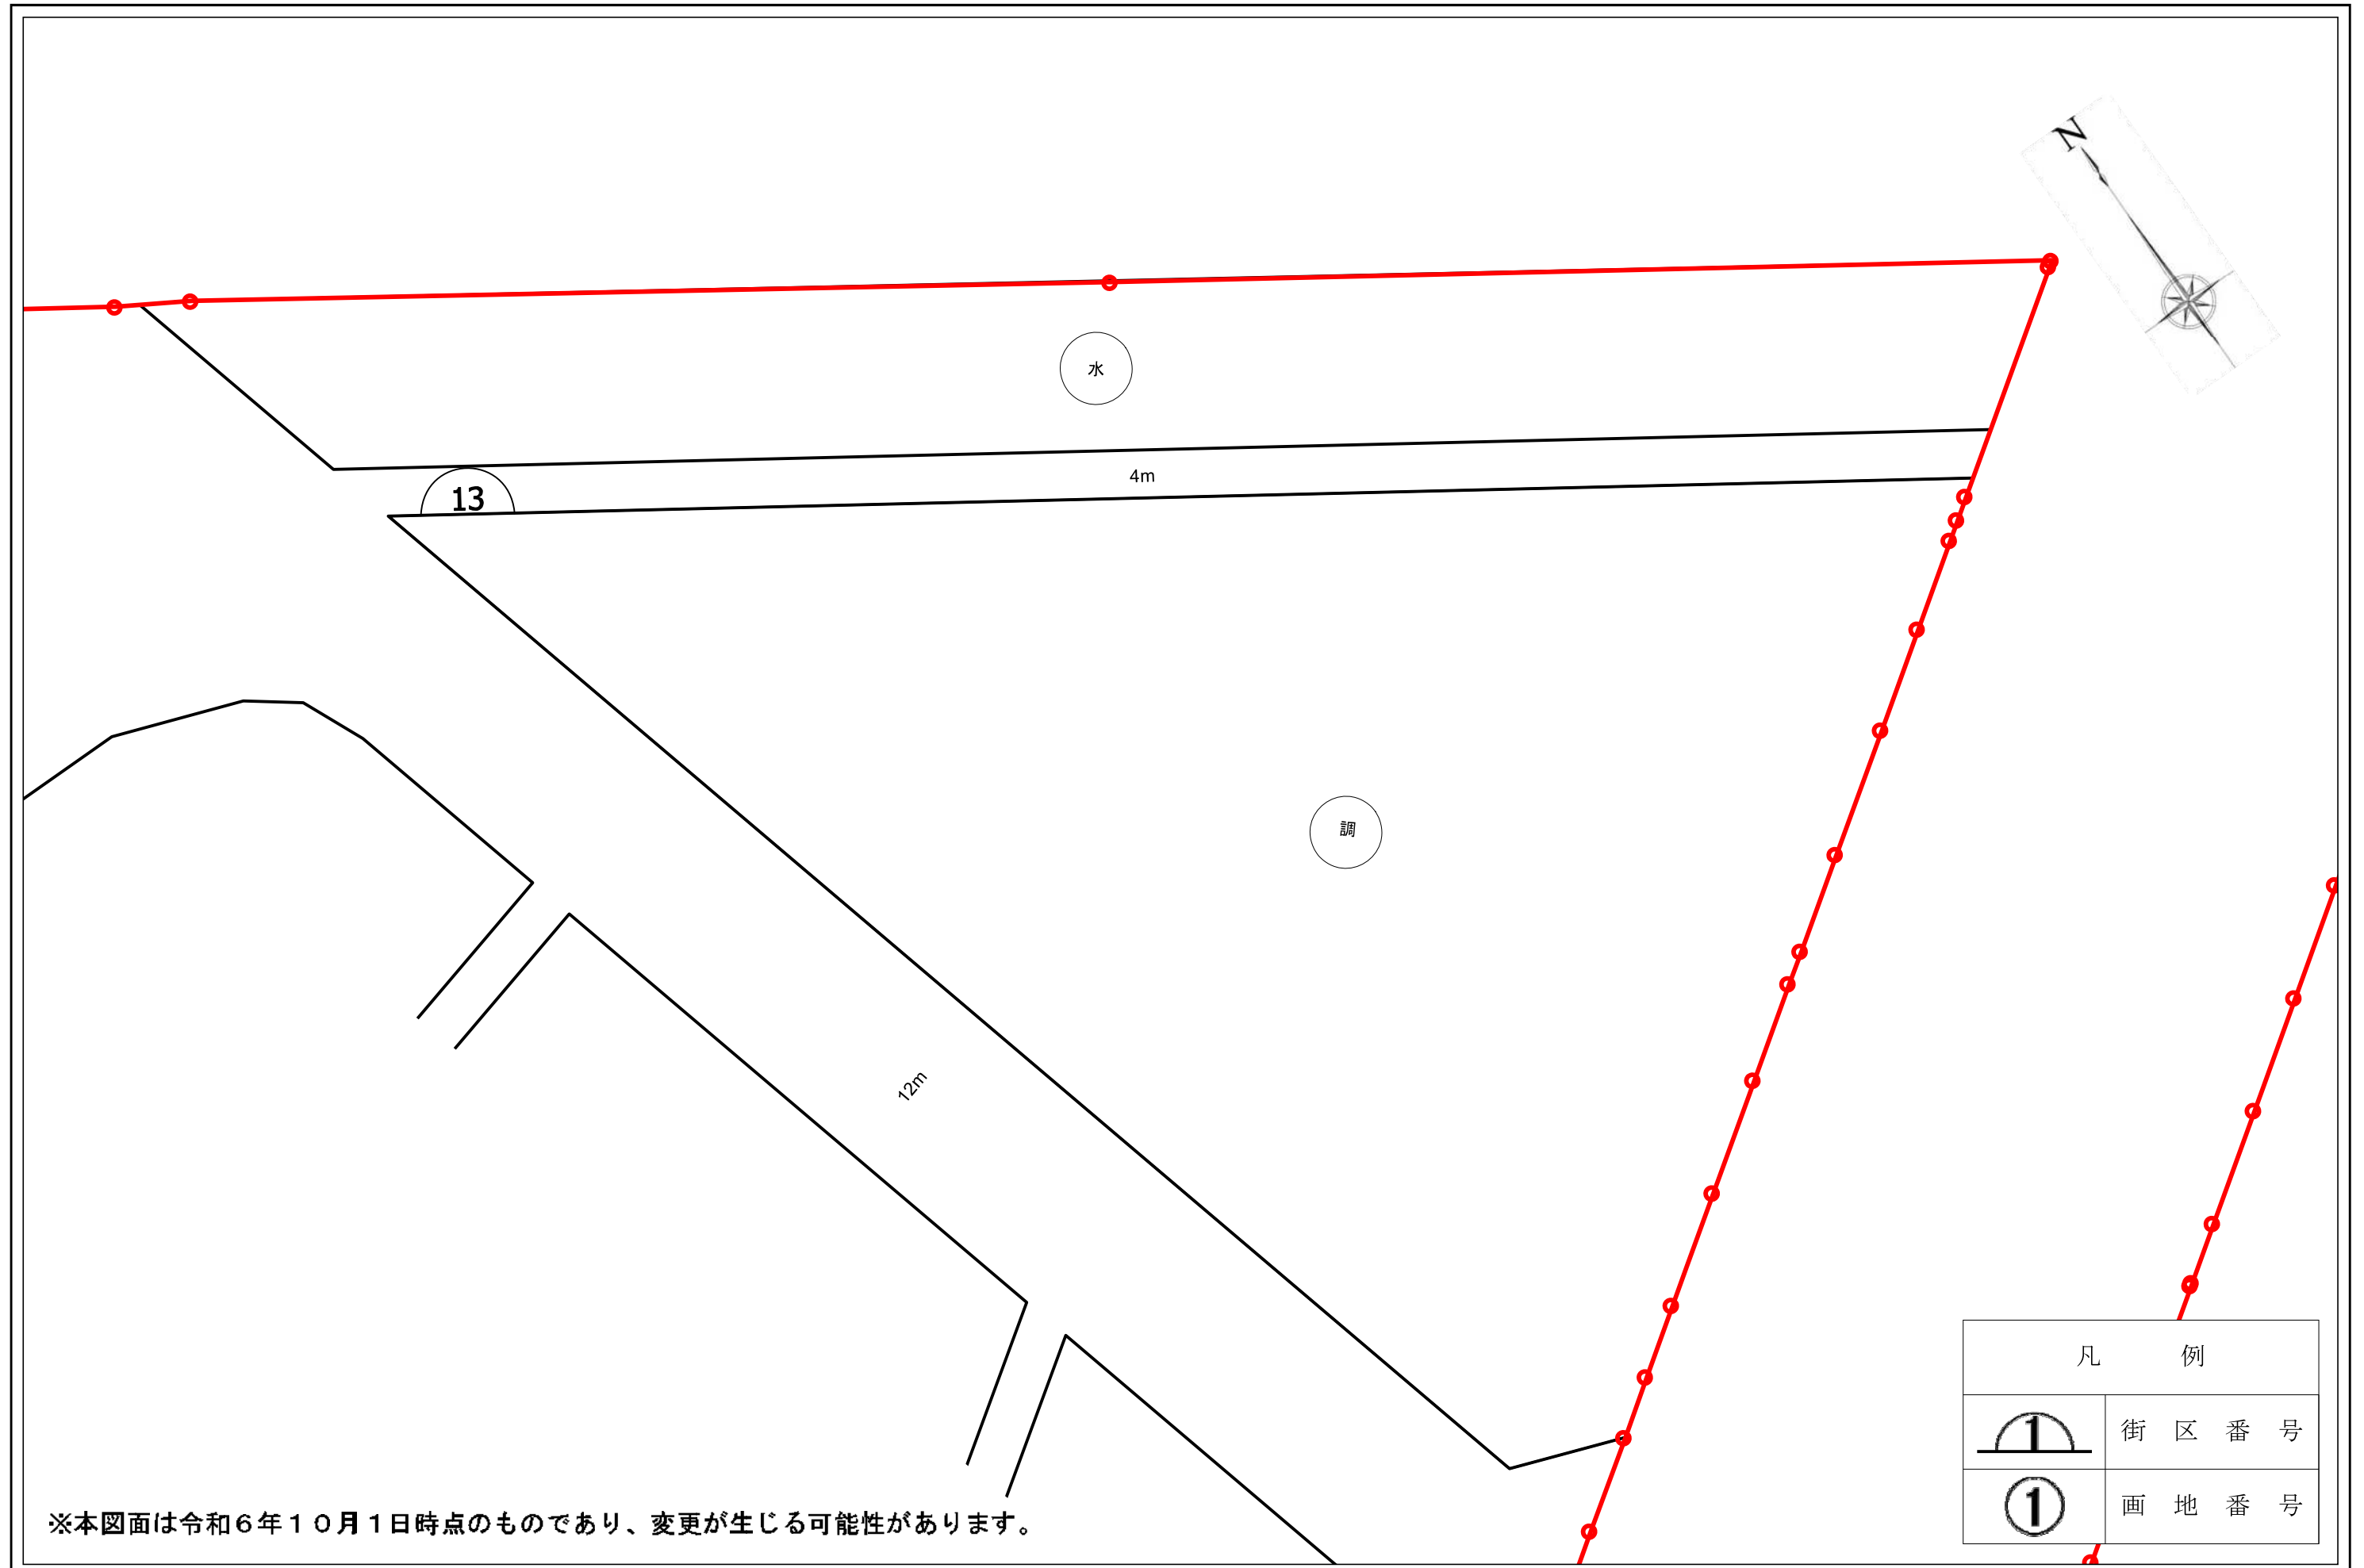 N
水
4m
13
調
12m
凡 例
1 街 区 番 号
1 画 地 番 号
※本図面は令和６年１０月１日時点のものであり、変更が生じる可能性があります。